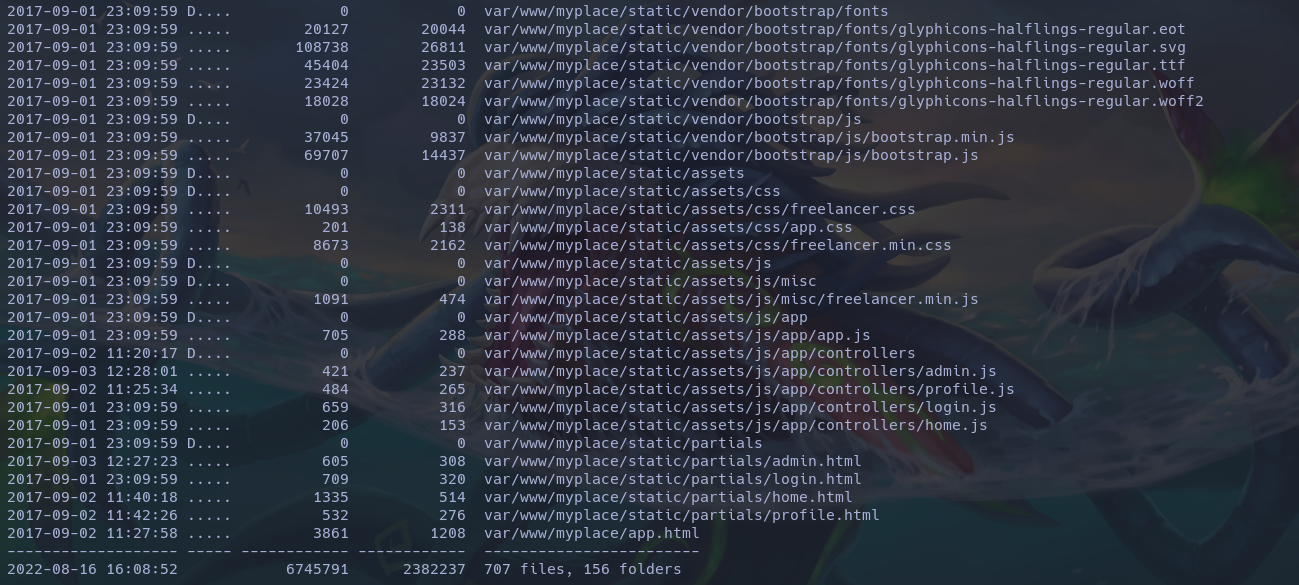 2017-09-01 23:09:59 D....            0            0  var/www/myplace/static/vendor/bootstrap/fonts
2017-09-01 23:09:59 .....        20127        20044  var/www/myplace/static/vendor/bootstrap/fonts/glyphicons-halflings-regular.eot
2017-09-01 23:09:59 .....       108738        26811  var/www/myplace/static/vendor/bootstrap/fonts/glyphicons-halflings-regular.svg
2017-09-01 23:09:59 .....        45404        23503  var/www/myplace/static/vendor/bootstrap/fonts/glyphicons-halflings-regular.ttf
2017-09-01 23:09:59 .....        23424        23132  var/www/myplace/static/vendor/bootstrap/fonts/glyphicons-halflings-regular.woff
2017-09-01 23:09:59 .....        18028        18024  var/www/myplace/static/vendor/bootstrap/fonts/glyphicons-halflings-regular.woff2
2017-09-01 23:09:59 D....            0            0  var/www/myplace/static/vendor/bootstrap/js
2017-09-01 23:09:59 .....        37045         9837  var/www/myplace/static/vendor/bootstrap/js/bootstrap.min.js
2017-09-01 23:09:59 .....        69707        14437  var/www/myplace/static/vendor/bootstrap/js/bootstrap.js
2017-09-01 23:09:59 D....            0            0  var/www/myplace/static/assets
2017-09-01 23:09:59 D....            0            0  var/www/myplace/static/assets/css
2017-09-01 23:09:59 .....        10493         2311  var/www/myplace/static/assets/css/freelancer.css
2017-09-01 23:09:59 .....          201          138  var/www/myplace/static/assets/css/app.css
2017-09-01 23:09:59 .....         8673         2162  var/www/myplace/static/assets/css/freelancer.min.css
2017-09-01 23:09:59 D....            0            0  var/www/myplace/static/assets/js
2017-09-01 23:09:59 D....            0            0  var/www/myplace/static/assets/js/misc
2017-09-01 23:09:59 .....         1091          474  var/www/myplace/static/assets/js/misc/freelancer.min.js
2017-09-01 23:09:59 D....            0            0  var/www/myplace/static/assets/js/app
2017-09-01 23:09:59 .....          705          288  var/www/myplace/static/assets/js/app/app.js
2017-09-02 11:20:17 D....            0            0  var/www/myplace/static/assets/js/app/controllers
2017-09-03 12:28:01 .....          421          237  var/www/myplace/static/assets/js/app/controllers/admin.js
2017-09-02 11:25:34 .....          484          265  var/www/myplace/static/assets/js/app/controllers/profile.js
2017-09-01 23:09:59 .....          659          316  var/www/myplace/static/assets/js/app/controllers/login.js
2017-09-01 23:09:59 .....          206          153  var/www/myplace/static/assets/js/app/controllers/home.js
2017-09-01 23:09:59 D....            0            0  var/www/myplace/static/partials
2017-09-03 12:27:23 .....          605          308  var/www/myplace/static/partials/admin.html
2017-09-01 23:09:59 .....          709          320  var/www/myplace/static/partials/login.html
2017-09-02 11:40:18 .....         1335          514  var/www/myplace/static/partials/home.html
2017-09-02 11:42:26 .....          532          276  var/www/myplace/static/partials/profile.html
2017-09-02 11:27:58 .....         3861         1208  var/www/myplace/app.html
------------------- ----- ------------ ------------  ------------------------
2022-08-16 16:08:52            6745791      2382237  707 files, 156 folders